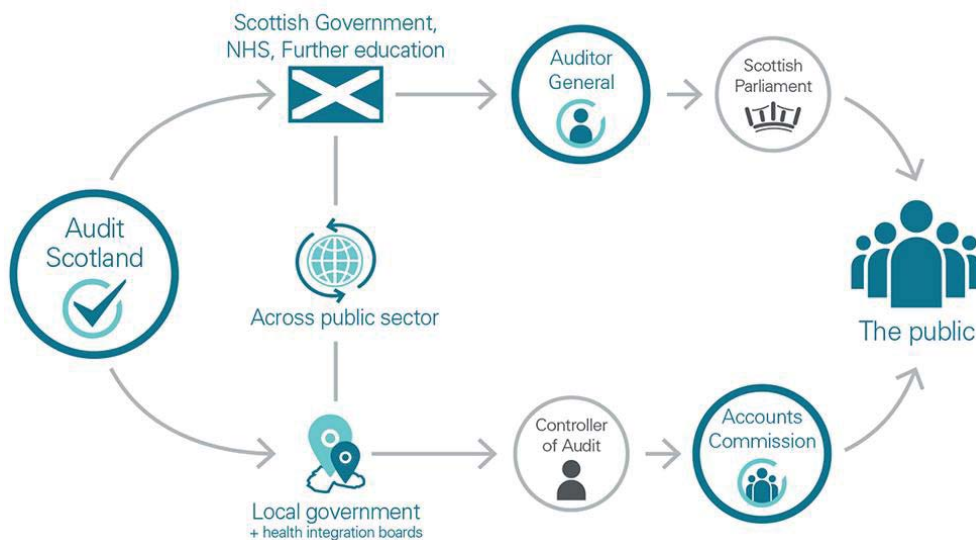 Scottish Government,
NHS, Further education
Auditor
General
Scottish
Parliament
Audit
Scotland
Across public sector
The public
Local government
+ health integration boards
Controller
of Audit
Accounts
Commission